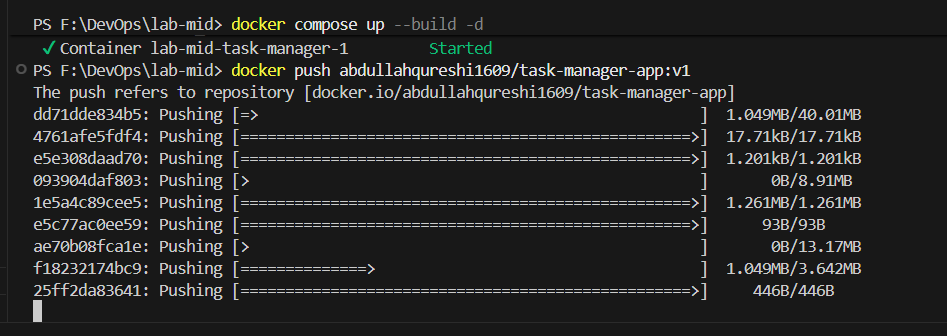 PS F:\DevOps\lab-mid> docker compose up --build -d
✓ Container lab-mid-task-manager-1 Started
PS F:\DevOps\lab-mid> docker push abdullahqureshi1609/task-manager-app:v1
The push refers to repository [docker.io/abdullahqureshi1609/task-manager-app]
dd71dde834b5: Pushing [=>                                                 ]  1.049MB/40.01MB
4761afe5fdf4: Pushing [==================================================>]  17.71kB/17.71kB
e5e308daad70: Pushing [==================================================>]  1.201kB/1.201kB
093904daf803: Pushing [>                                                  ]       0B/8.91MB
1e5a4c89cee5: Pushing [==================================================>]  1.261MB/1.261MB
e5c77ac0ee59: Pushing [==================================================>]      93B/93B
ae70b08fca1e: Pushing [>                                                  ]       0B/13.17MB
f18232174bc9: Pushing [==============>                                    ]  1.049MB/3.642MB
25ff2da83641: Pushing [==================================================>]     446B/446B